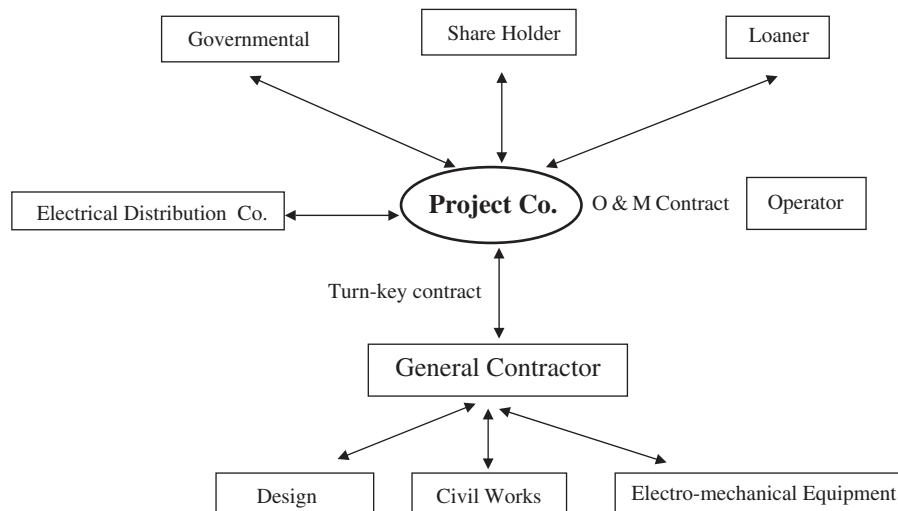 Governmental
Share Holder
Loaner
Electrical Distribution Co.
Project Co.
O & M Contract
Operator
Turn-key contract
General Contractor
Design
Civil Works
Electro-mechanical Equipment